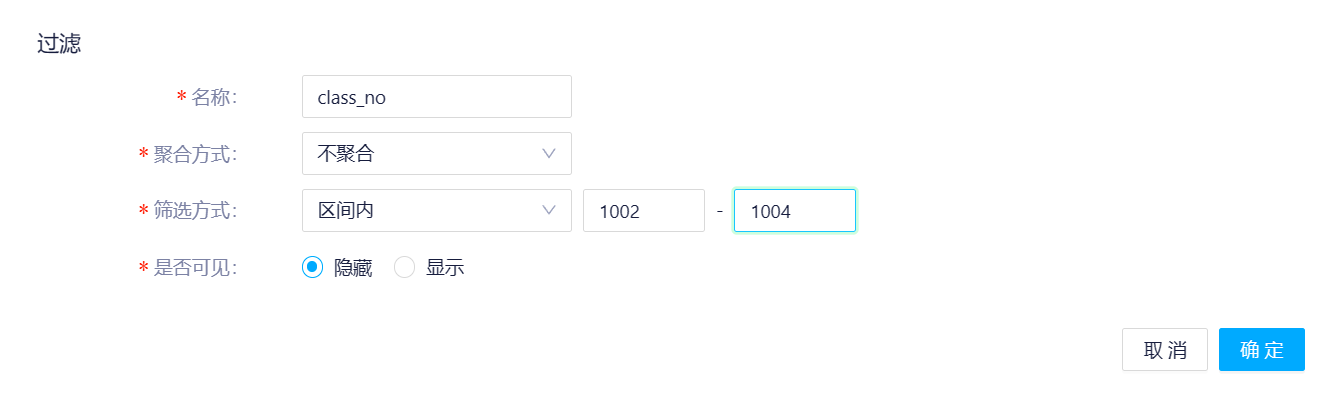 过滤
* 名称:
class_no
* 聚合方式:
不聚合
* 筛选方式:
区间内 1002 - 1004
* 是否可见:
隐藏 显示
取 消 确 定